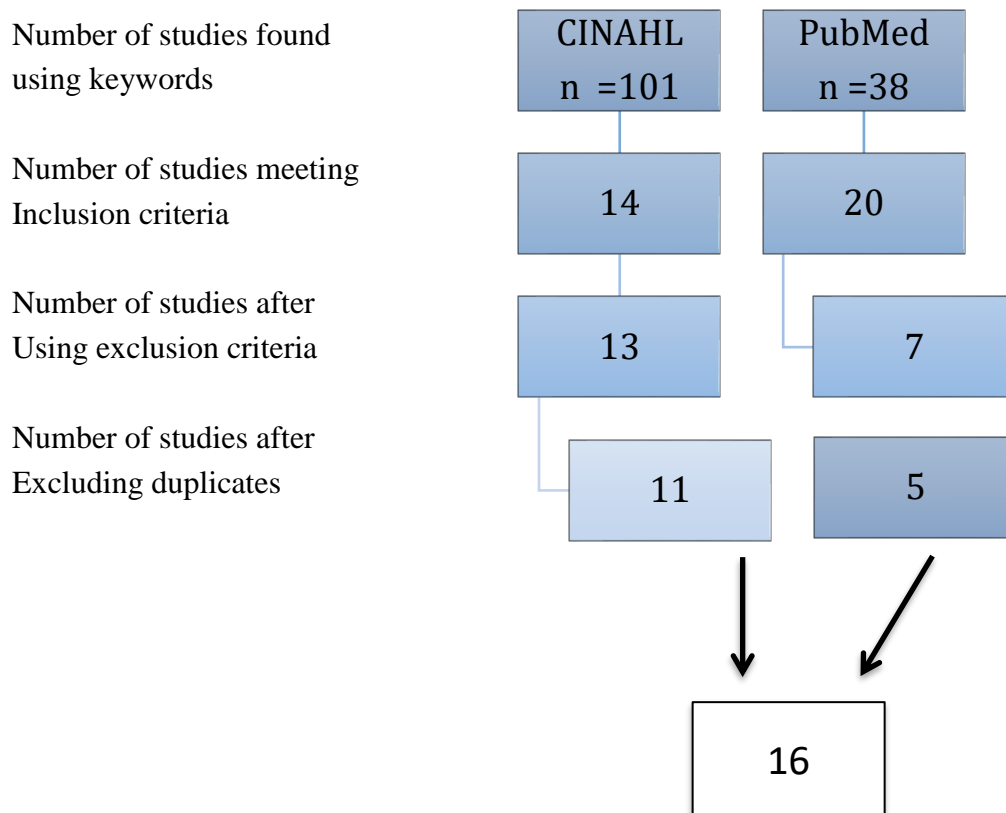 Number of studies found
using keywords
CINAHL
n =101
PubMed
n =38
Number of studies meeting
Inclusion criteria
14
20
Number of studies after
Using exclusion criteria
13
7
Number of studies after
Excluding duplicates
11
5
16